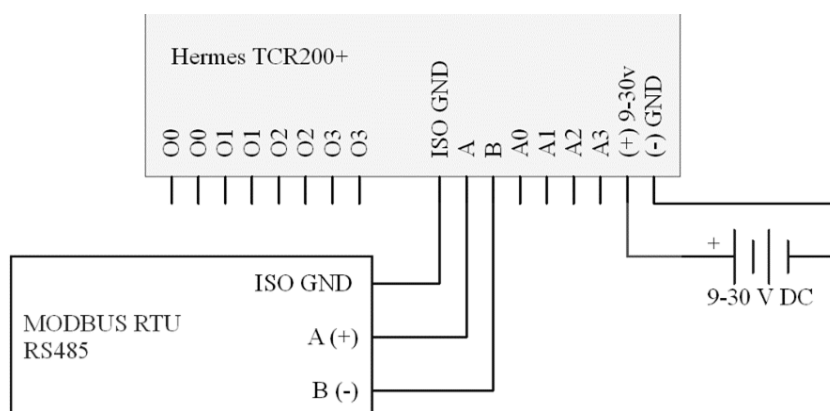 Hermes TCR200+
O0
O0
O1
O1
O2
O2
O3
O3
ISO GND
A
B
A0
A1
A2
A3
(+) 9-30v
(-) GND
+
9-30 V DC
ISO GND
MODBUS RTU
RS485
A (+)
B (-)